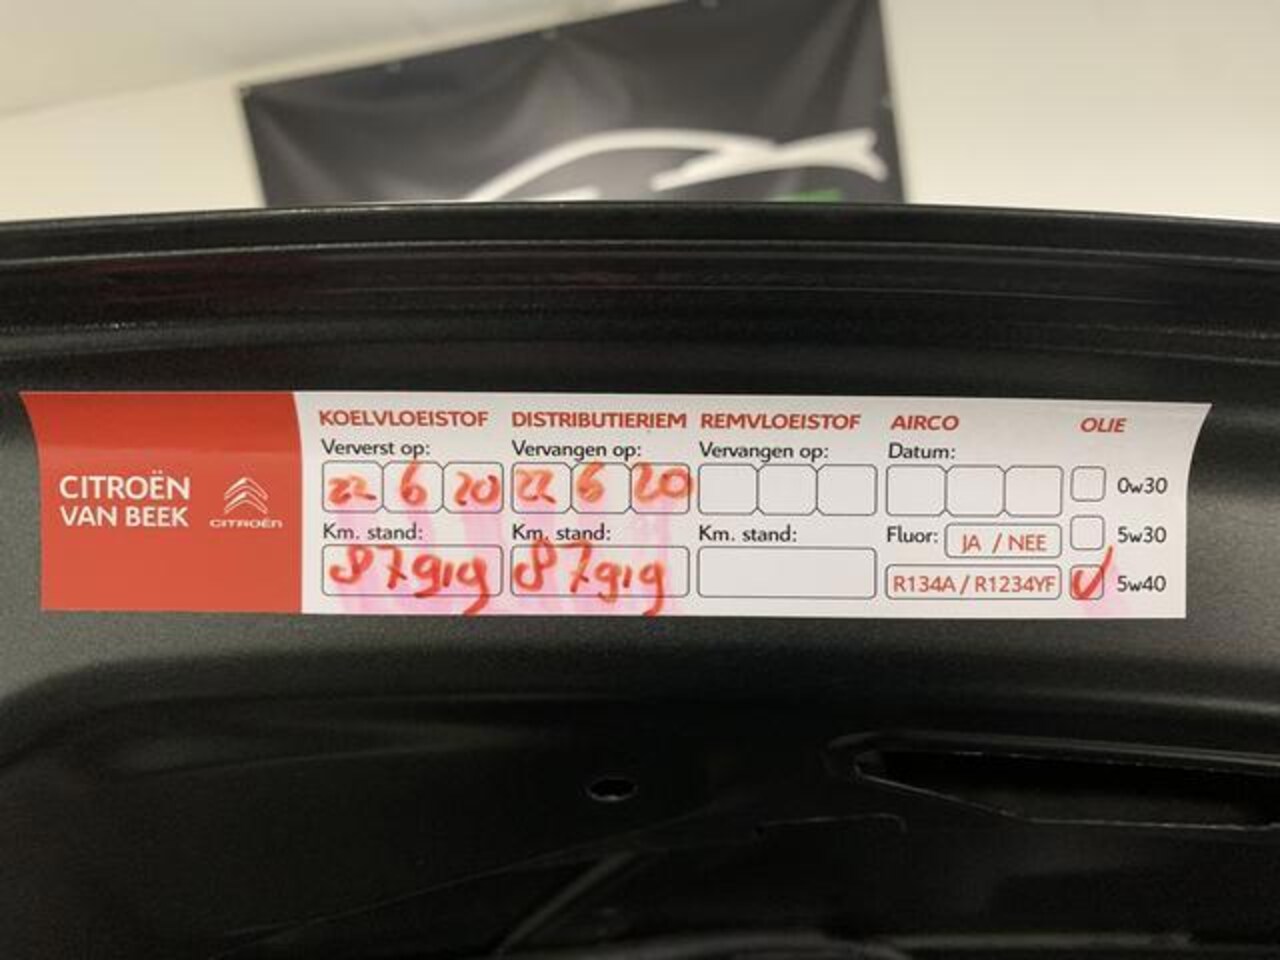 CITROËN
VAN BEEK
CITROËN
KOELVLOEISTOF
Ververst op:
22 6 20
Km. stand:
87919
DISTRIBUTIERIEM
Vervangen op:
22 6 20
Km. stand:
87919
REMVLOEISTOF
Vervangen op:
Km. stand:
AIRCO
Datum:
Fluor: JA / NEE
R134A / R1234YF
OLIE
0w30
5w30
5w40